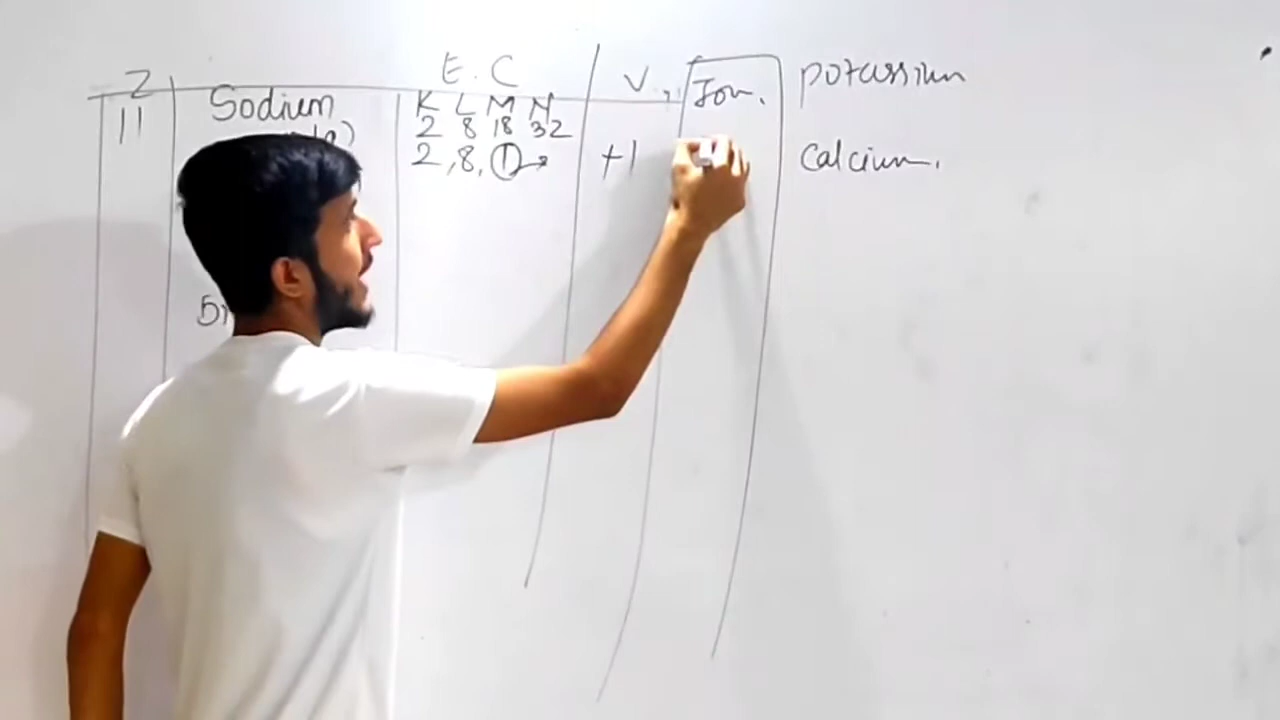 Z E. C V. Ion. potassium
11 Sodium K L M N
2 8 18 32
2, 8, 1 +1 Calcium.